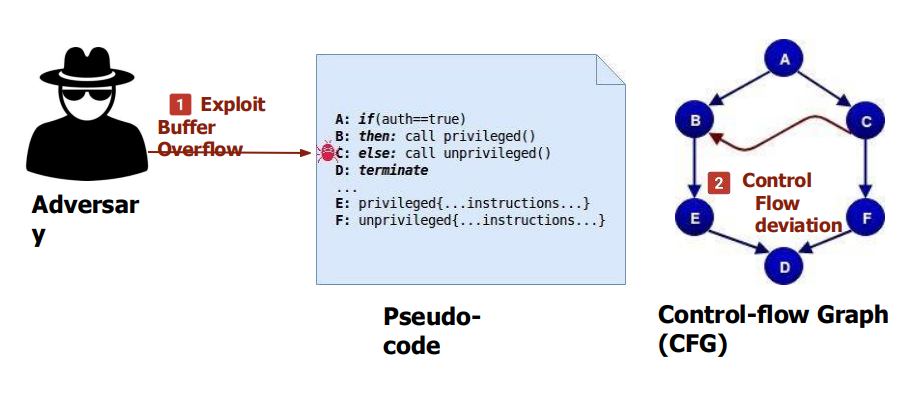 1 Exploit
Buffer
Overflow
Adversar
y
A: if(auth==true)
B: then: call privileged()
C: else: call unprivileged()
D: terminate
...
E: privileged{...instructions...}
F: unprivileged{...instructions...}
Pseudo-
code
A
B
C
2 Control
Flow
deviation
E
F
D
Control-flow Graph
(CFG)